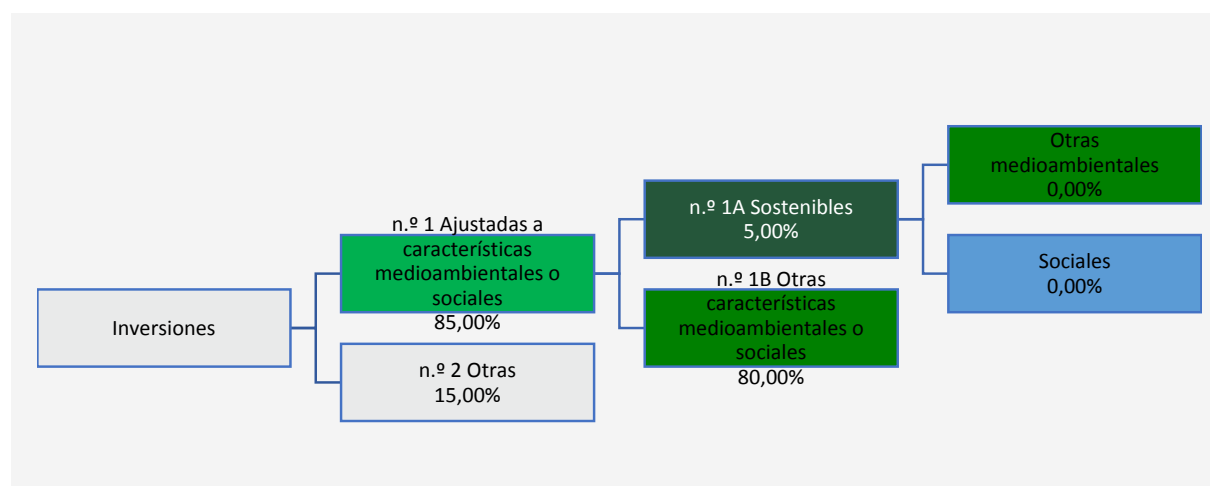 Inversiones
n.º 1 Ajustadas a
características
medioambientales o
sociales
85,00%
n.º 2 Otras
15,00%
n.º 1A Sostenibles
5,00%
n.º 1B Otras
características
medioambientales o
sociales
80,00%
Otras
medioambientales
0,00%
Sociales
0,00%